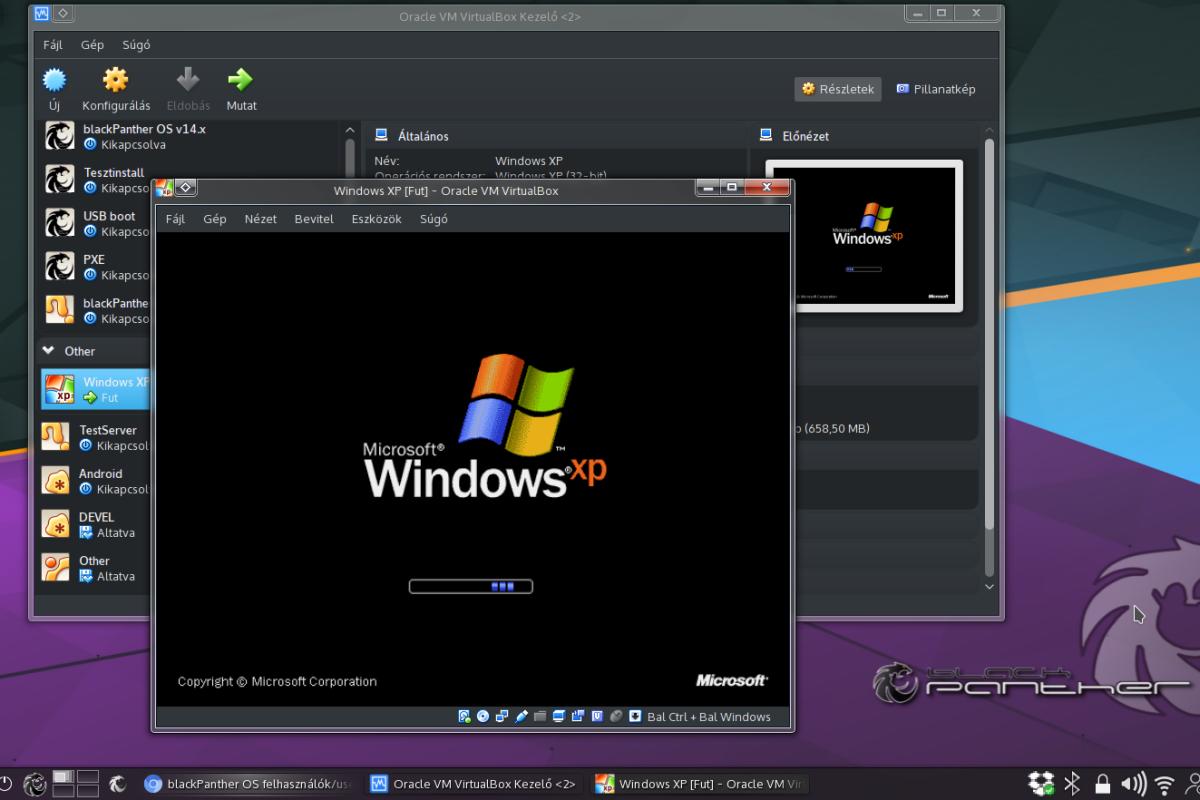 Oracle VM VirtualBox Kezelő <2>
Fájl Gép Súgó
Új Konfigurálás Eldobás Mutat
Részletek Pillanatkép
blackPanther OS v14.x
Kikapcsolva
Tesztinstall
Kikapcso
USB boot
Kikapcso
PXE
Kikapcso
blackPanthe
Kikapcso
Other
Windows XP
Fut
TestServer
Kikapcsol
Android
Kikapcsol
DEVEL
Altatva
Other
Altatva
Általános
Név: Windows XP
Operációs rendszer: Windows XP (32-bit)
Előnézet
Microsoft
Windows xp
Microsoft
(658,50 MB)
Windows XP [Fut] - Oracle VM VirtualBox
Fájl Gép Nézet Bevitel Eszközök Súgó
Microsoft®
Windows® xp™
Copyright © Microsoft Corporation
Microsoft®
Bal Ctrl + Bal Windows
black
panther
blackPanther OS felhasználók/us
Oracle VM VirtualBox Kezelő <2>
Windows XP [Fut] - Oracle VM Vir